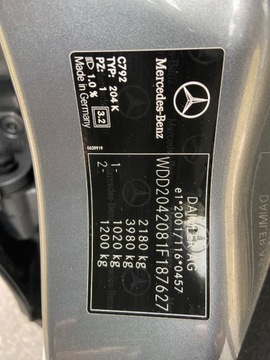 Mercedes-Benz
C792
TYP: 204 K
PZ: 1
1.0 %
3.2
Made in Germany
0639919
DAIMLER AG
e1*2001/116*0457
WDD2042081F187627
2180 kg
3980 kg
1- 1020 kg
2- 1200 kg